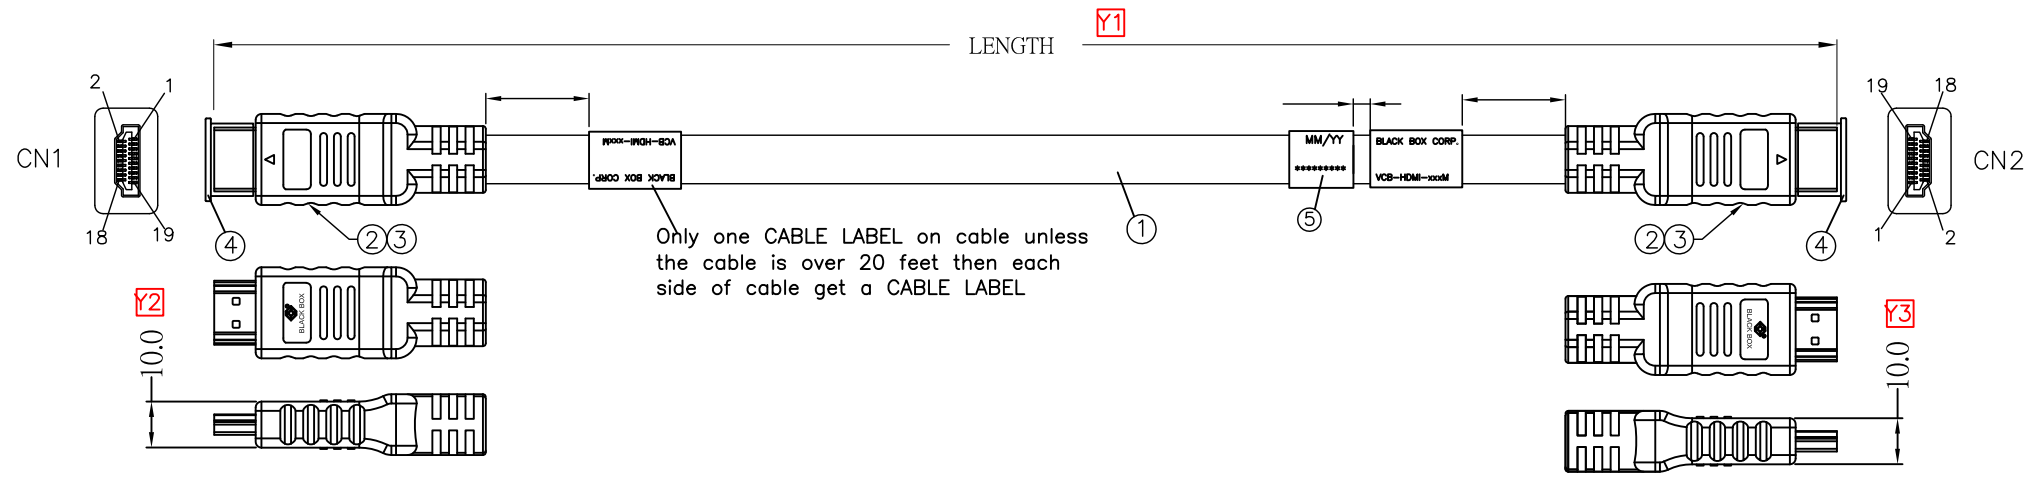 Y1
LENGTH
2
1
19
18
CN1
CN2
VCB-HDMI-xxxM
BLACK BOX CORP.
MM/YY
*********
BLACK BOX CORP.
VCB-HDMI-xxxM
18
19
4
2 3
1
5
2 3
4
1
2
Only one CABLE LABEL on cable unless
the cable is over 20 feet then each
side of cable get a CABLE LABEL
Y2
10.0
BLACK BOX
BLACK BOX
Y3
10.0